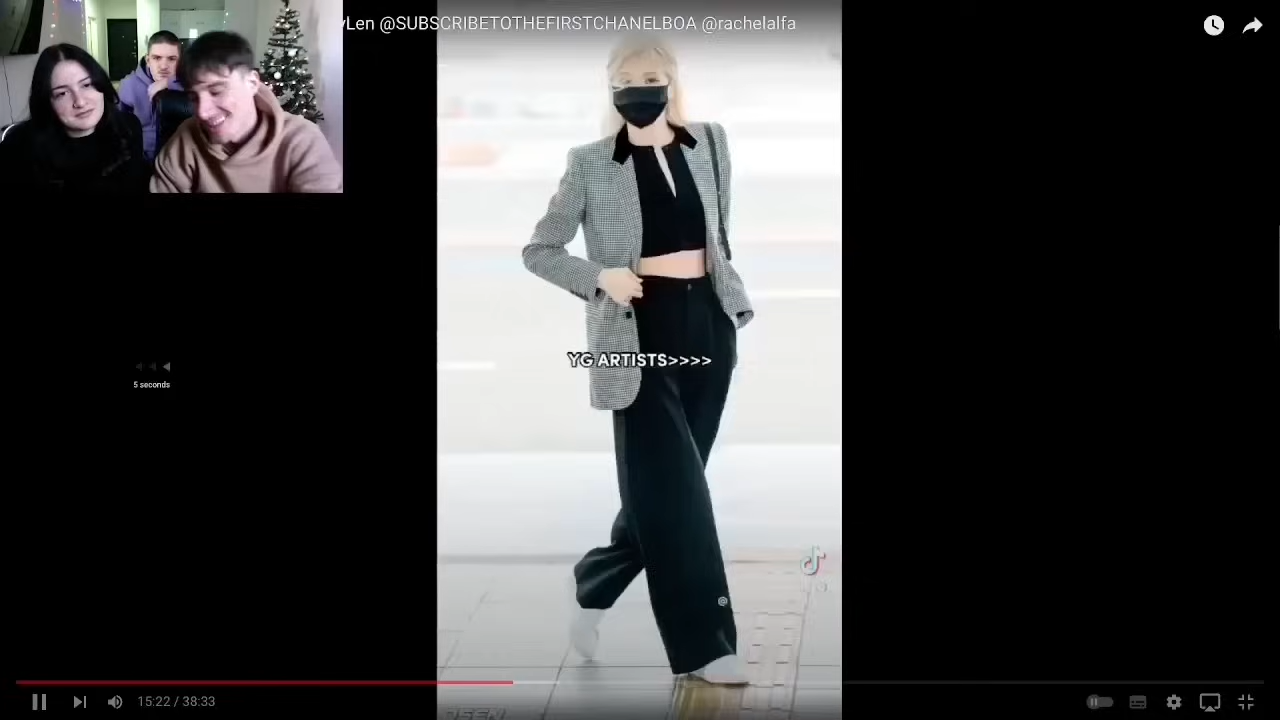 yLen @SUBSCRIBETOTHEFIRSTCHANELBOA @rachelalfa
YG ARTISTS>>>>
5 seconds
15:22 / 38:33